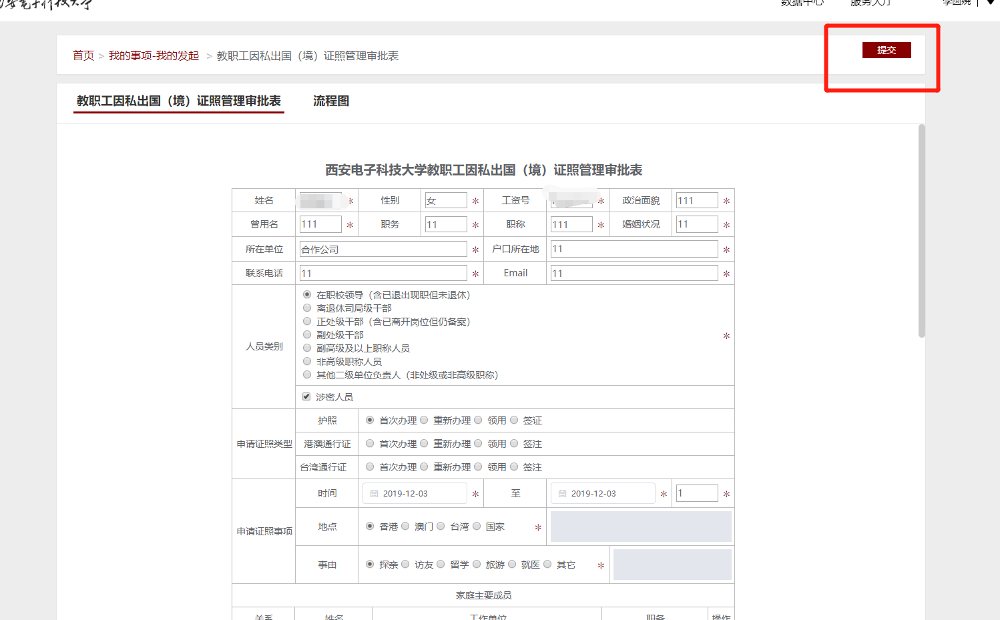 西安电子科技大学
数据中心 服务大厅 李圆娆
首页 > 我的事项-我的发起 > 教职工因私出国（境）证照管理审批表
提交
教职工因私出国（境）证照管理审批表 流程图
西安电子科技大学教职工因私出国（境）证照管理审批表
姓名 * 性别 女 * 工资号 * 政治面貌 111 *
曾用名 111 * 职务 11 * 职称 111 * 婚姻状况 11 *
所在单位 合作公司 * 户口所在地 11 *
联系电话 11 * Email 11 *
人员类别
在职校领导（含已退出现职但未退休）
离退休司局级干部
正处级干部（含已离开岗位但仍备案）
副处级干部
副高级及以上职称人员
非高级职称人员
其他二级单位负责人（非处级或非高级职称）
*
涉密人员
申请证照类型
护照 首次办理 重新办理 领用 签证
港澳通行证 首次办理 重新办理 领用 签注
台湾通行证 首次办理 重新办理 领用 签注
申请证照事项
时间 2019-12-03 * 至 2019-12-03 * 1 *
地点 香港 澳门 台湾 国家 *
事由 探亲 访友 留学 旅游 就医 其它 *
家庭主要成员
关系 姓名 工作单位 职务 操作